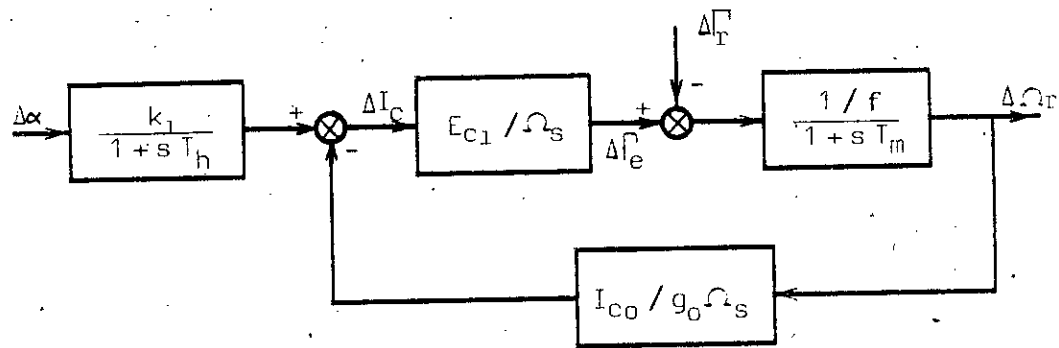 ΔΓr
-
Δα
k1
1 + s Th
+
-
ΔIc
Ec1 / Ωs
+
ΔΓe
1 / f
1 + s Tm
ΔΩr
Ico / go Ωs